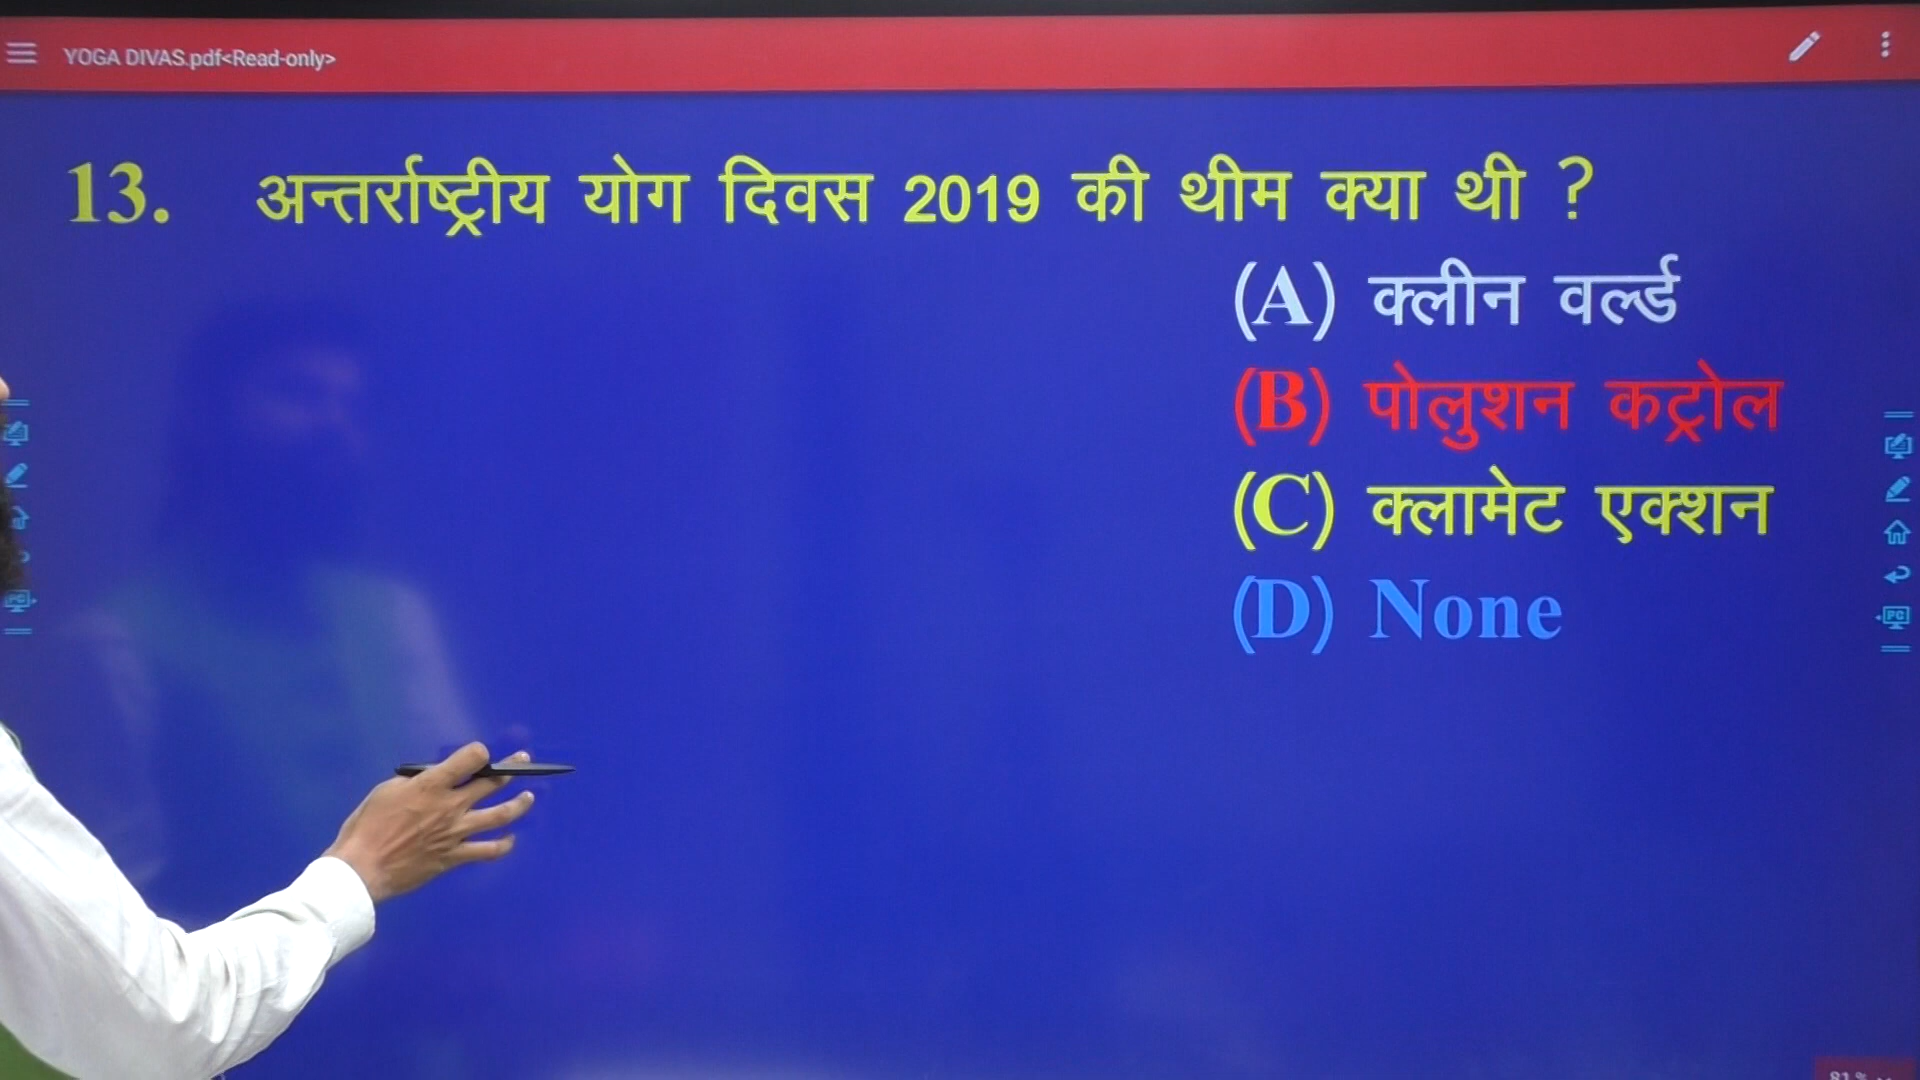 YOGA DIVAS.pdf<Read-only>
13. अन्तर्राष्ट्रीय योग दिवस 2019 की थीम क्या थी ?
(A) क्लीन वर्ल्ड
(B) पोलुशन कट्रोल
(C) क्लामेट एक्शन
(D) None